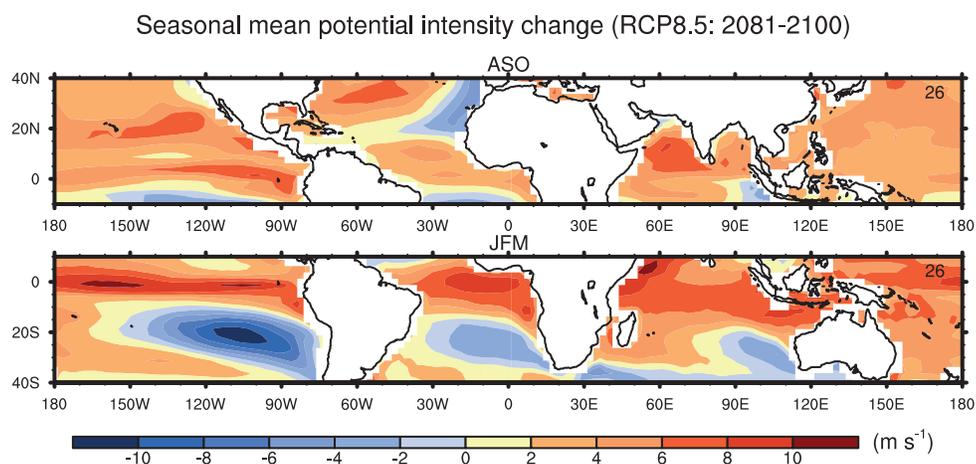 Seasonal mean potential intensity change (RCP8.5: 2081-2100)
ASO
40N
26
20N
0
180 150W 120W 90W 60W 30W 0 30E 60E 90E 120E 150E 180
JFM
0
26
20S
40S
180 150W 120W 90W 60W 30W 0 30E 60E 90E 120E 150E 180
-10 -8 -6 -4 -2 0 2 4 6 8 10 (m s⁻¹)